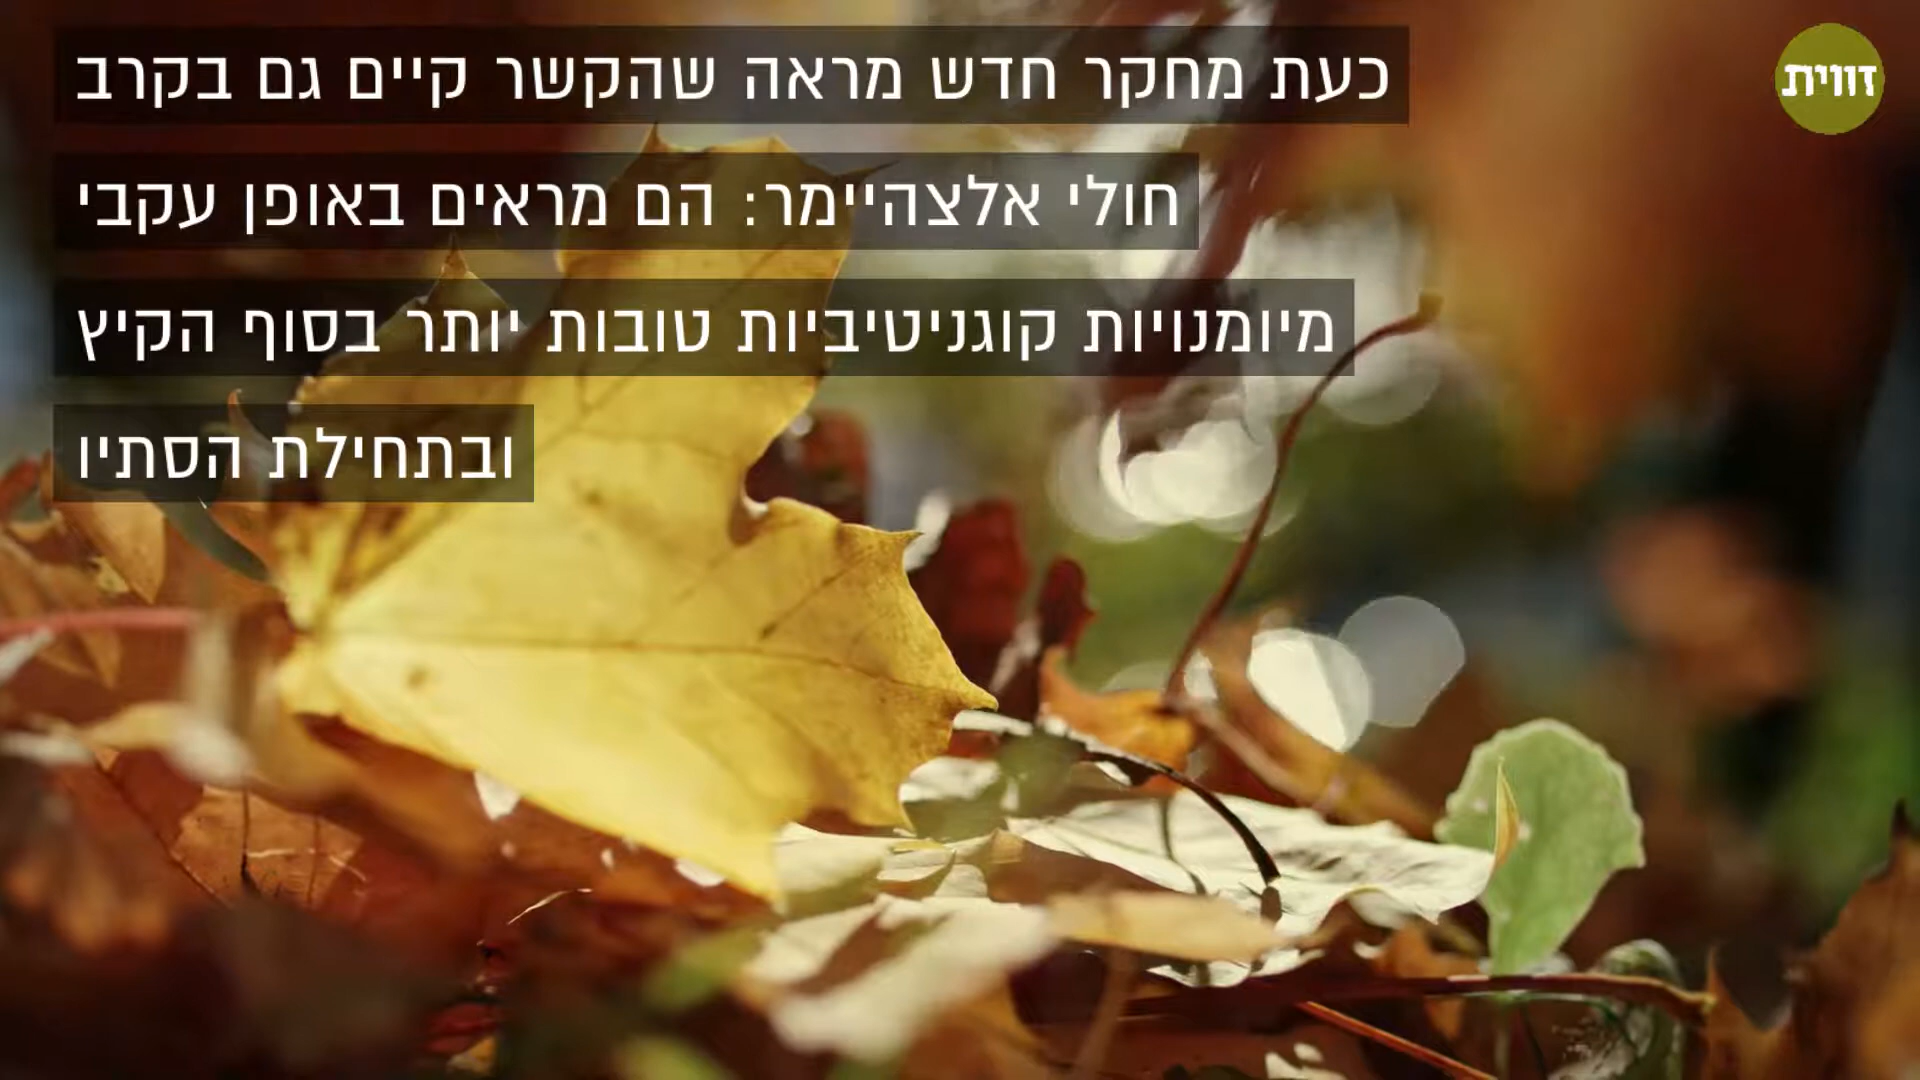 כעת מחקר חדש מראה שהקשר קיים גם בקרב
חולי אלצהיימר: הם מראים באופן עקבי
מיומנויות קוגניטיביות טובות יותר בסוף הקיץ
ובתחילת הסתיו
זווית